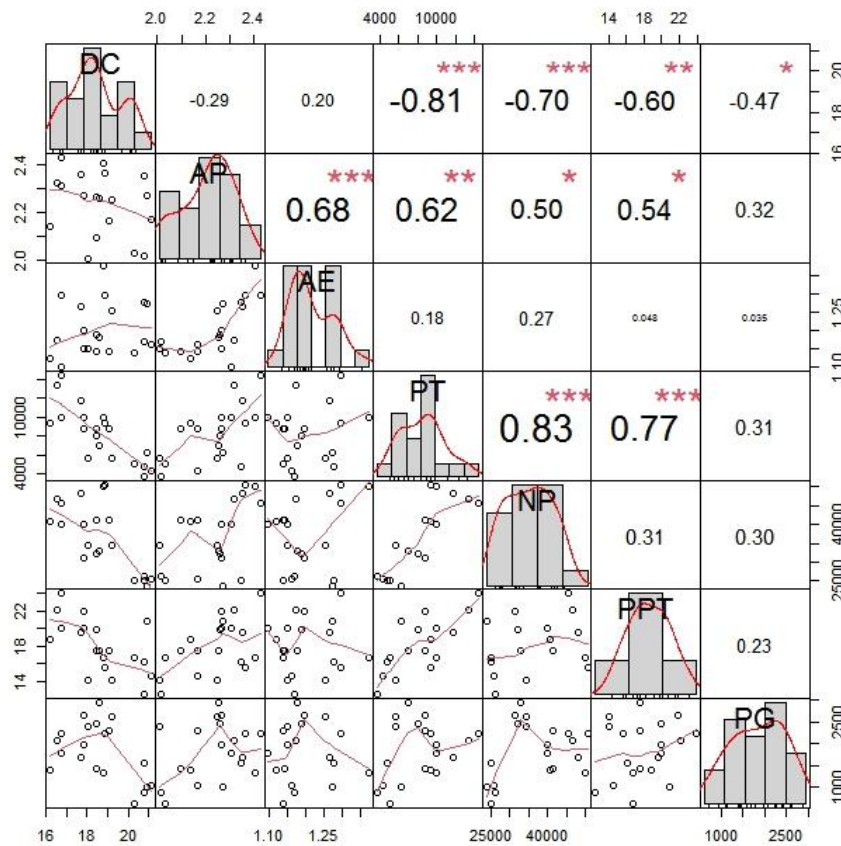 2.0 2.2 2.4 4000 10000 14 18 22
DC -0.29 0.20 *** -0.81 *** -0.70 ** -0.60 * -0.47 16 18 20
2.0 2.2 2.4 AP *** 0.68 ** 0.62 * 0.50 * 0.54 0.32
AE 0.18 0.27 0.048 0.035 1.10 1.25
4000 10000 PT *** 0.83 *** 0.77 0.31
NP 0.31 0.30 25000 40000
14 18 22 PPT 0.23
PG 1000 2500
16 18 20 1.10 1.25 25000 40000 1000 2500